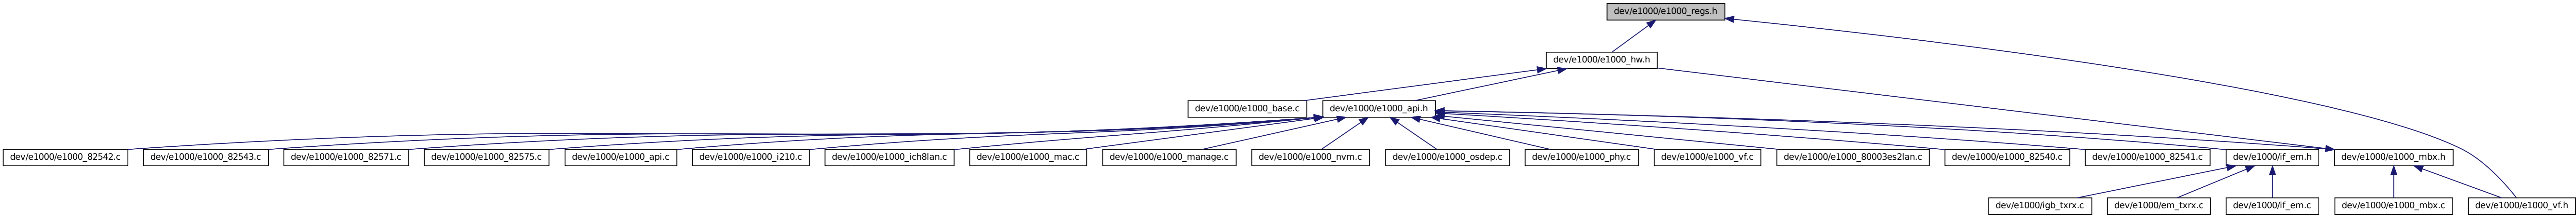 dev/e1000/e1000_regs.h
dev/e1000/e1000_hw.h
dev/e1000/e1000_base.c
dev/e1000/e1000_api.h
dev/e1000/e1000_82542.c
dev/e1000/e1000_82543.c
dev/e1000/e1000_82571.c
dev/e1000/e1000_82575.c
dev/e1000/e1000_api.c
dev/e1000/e1000_i210.c
dev/e1000/e1000_ich8lan.c
dev/e1000/e1000_mac.c
dev/e1000/e1000_manage.c
dev/e1000/e1000_nvm.c
dev/e1000/e1000_osdep.c
dev/e1000/e1000_phy.c
dev/e1000/e1000_vf.c
dev/e1000/e1000_80003es2lan.c
dev/e1000/e1000_82540.c
dev/e1000/e1000_82541.c
dev/e1000/if_em.h
dev/e1000/e1000_mbx.h
dev/e1000/igb_txrx.c
dev/e1000/em_txrx.c
dev/e1000/if_em.c
dev/e1000/e1000_mbx.c
dev/e1000/e1000_vf.h